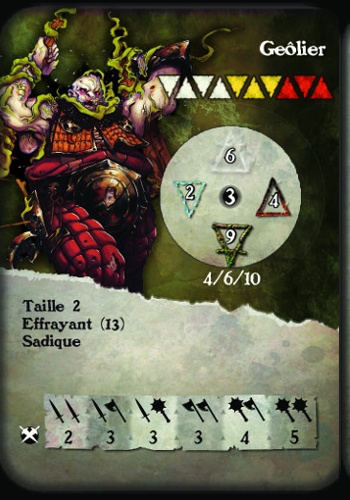 Geôlier
6
2 3 4
9
4/6/10
Taille 2
Effrayant (13)
Sadique
2 3 3 3 4 5